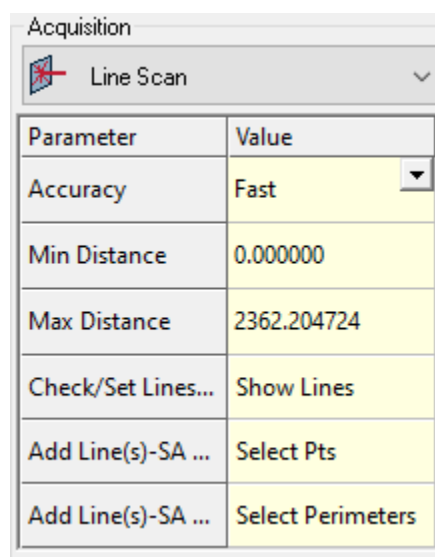 Acquisition
Line Scan
Parameter Value
Accuracy Fast
Min Distance 0.000000
Max Distance 2362.204724
Check/Set Lines... Show Lines
Add Line(s)-SA ... Select Pts
Add Line(s)-SA ... Select Perimeters